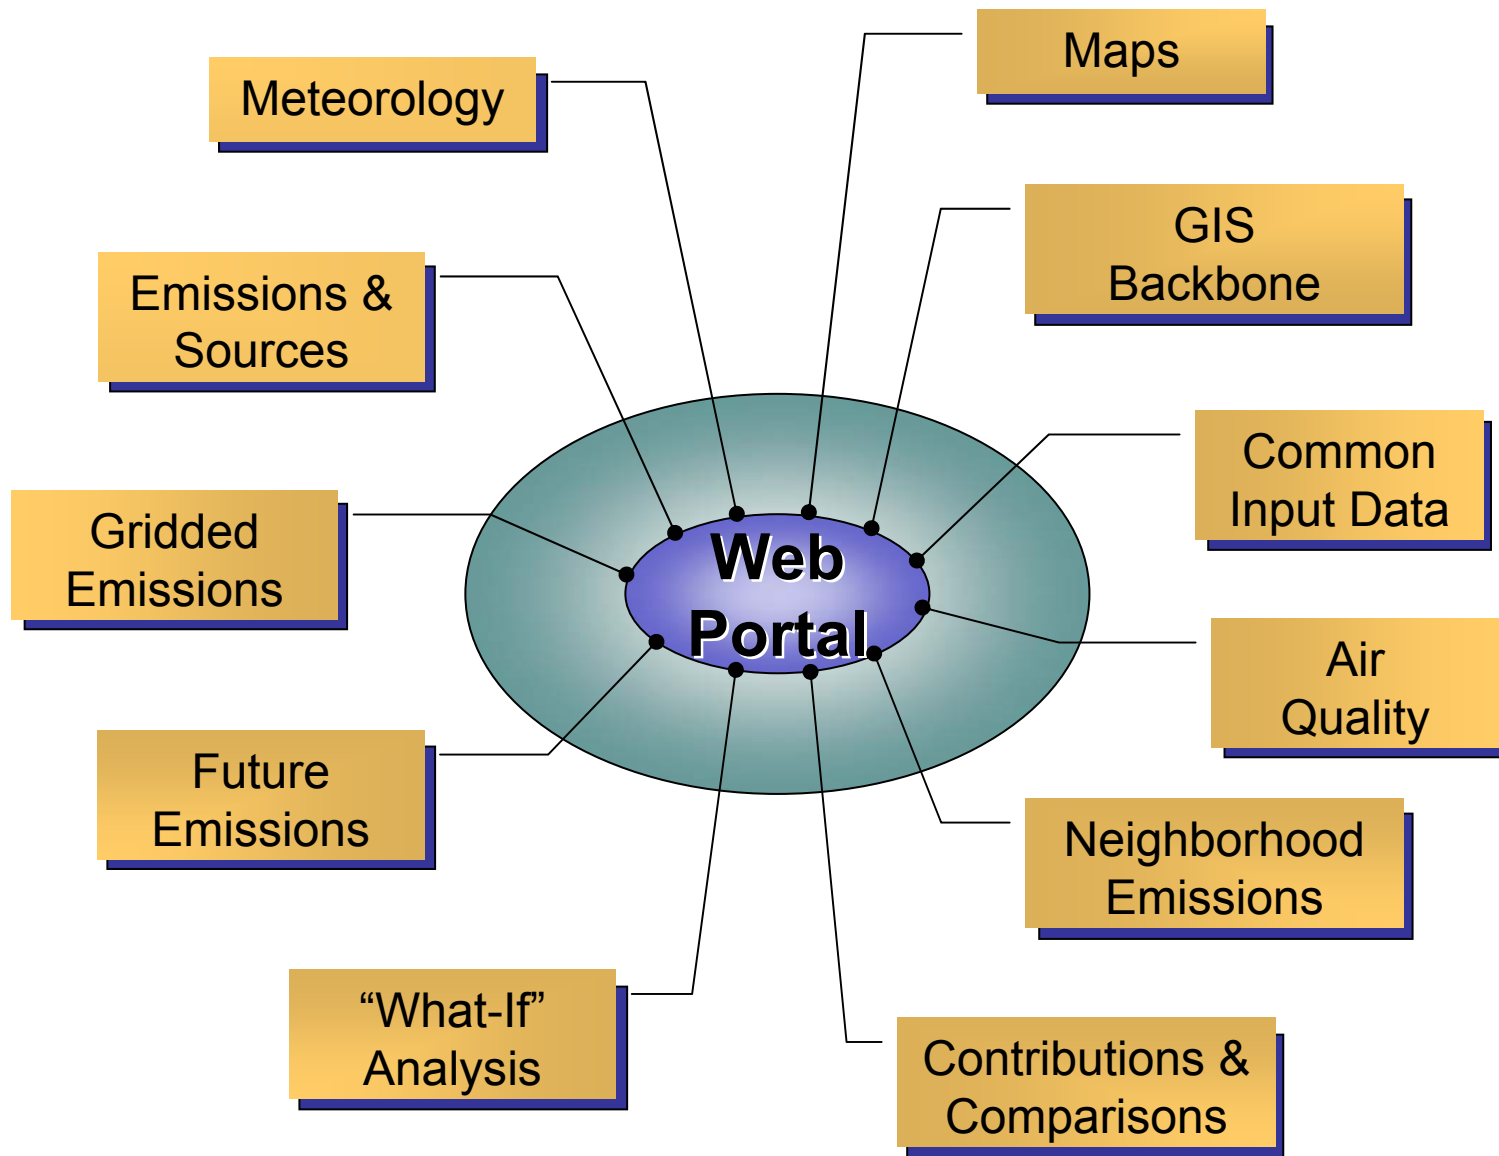 Maps
Meteorology
GIS
Backbone
Emissions &
Sources
Common
Input Data
Gridded
Emissions
Web
Portal
Air
Quality
Future
Emissions
Neighborhood
Emissions
“What-If”
Analysis
Contributions &
Comparisons